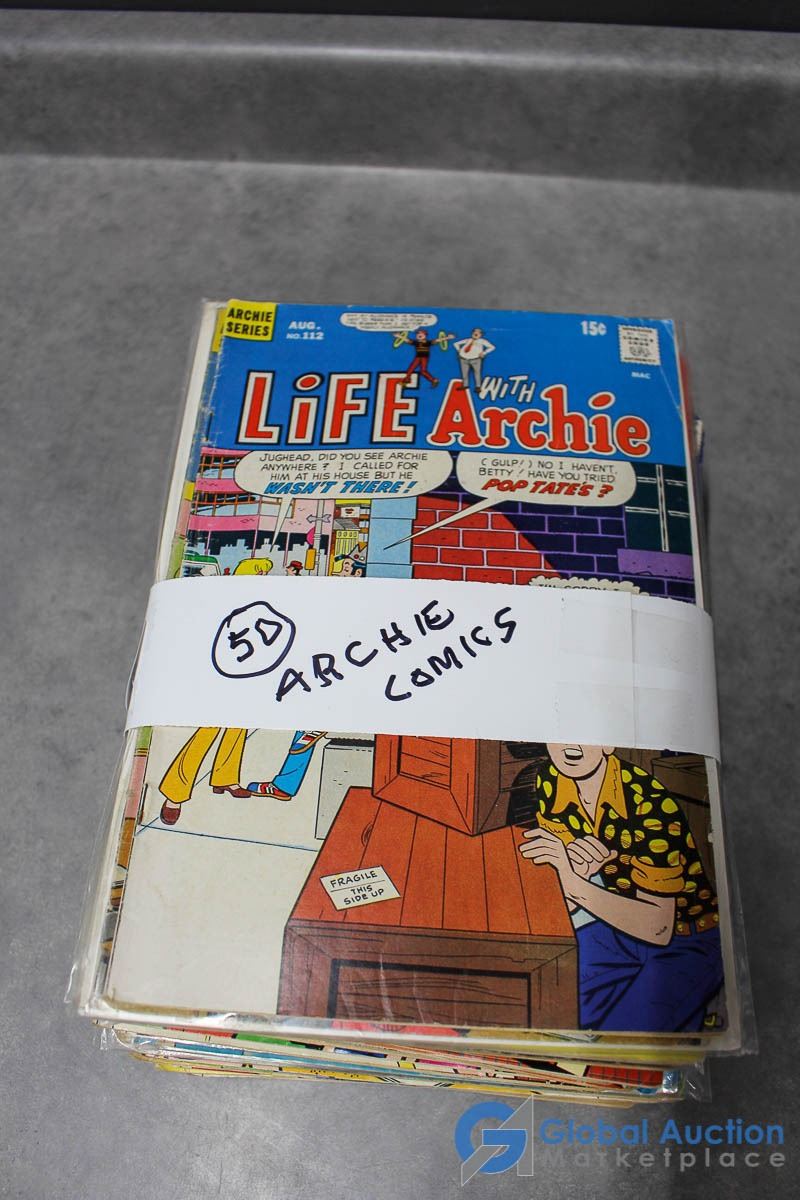 ARCHIE
SERIES
AUG.
NO.112
15¢
MAC
LiFE WITH Archie
JUGHEAD, DID YOU SEE ARCHIE
ANYWHERE? I CALLED FOR
HIM AT HIS HOUSE BUT HE
WASN'T THERE!
(GULP!) NO I HAVEN'T,
BETTY! HAVE YOU TRIED
POP TATE'S?
50 ARCHIE
COMICS
FRAGILE
THIS
SIDE UP
Global Auction
Marketplace